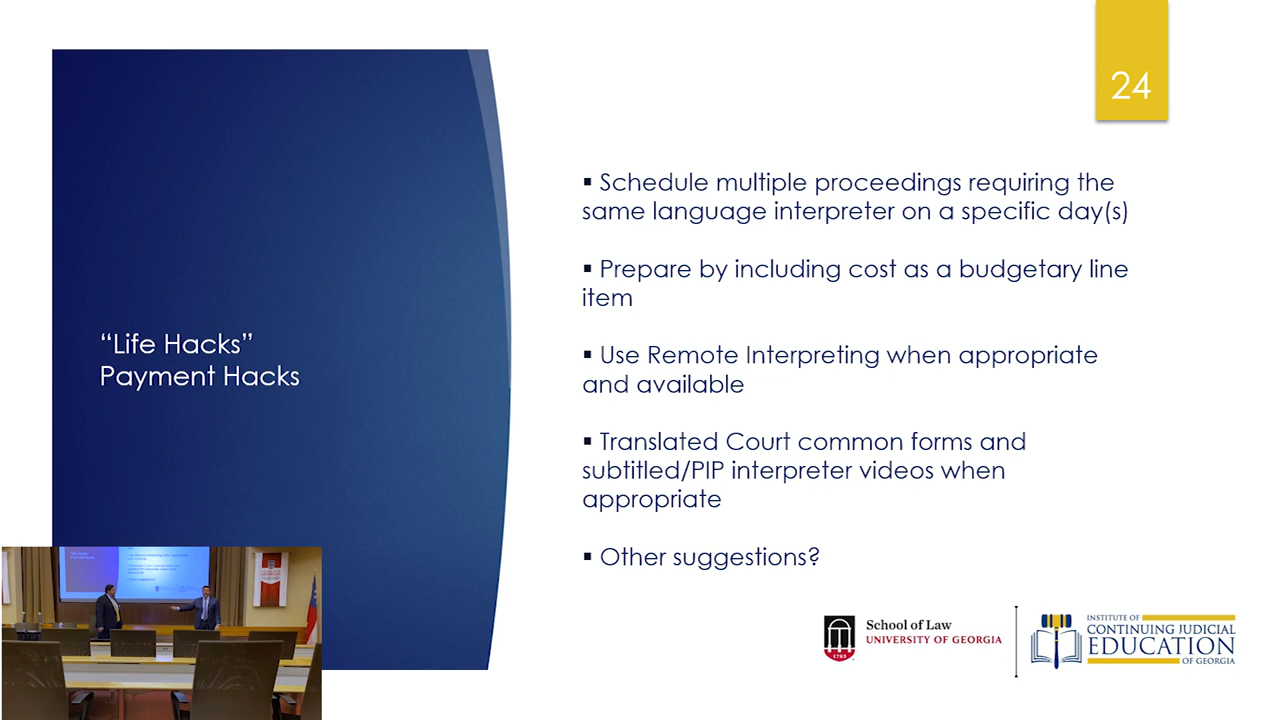 24
“Life Hacks”
Payment Hacks
▪ Schedule multiple proceedings requiring the
same language interpreter on a specific day(s)
▪ Prepare by including cost as a budgetary line
item
▪ Use Remote Interpreting when appropriate
and available
▪ Translated Court common forms and
subtitled/PIP interpreter videos when
appropriate
▪ Other suggestions?
1785
School of Law
UNIVERSITY OF GEORGIA
INSTITUTE OF
CONTINUING JUDICIAL
EDUCATION
OF GEORGIA